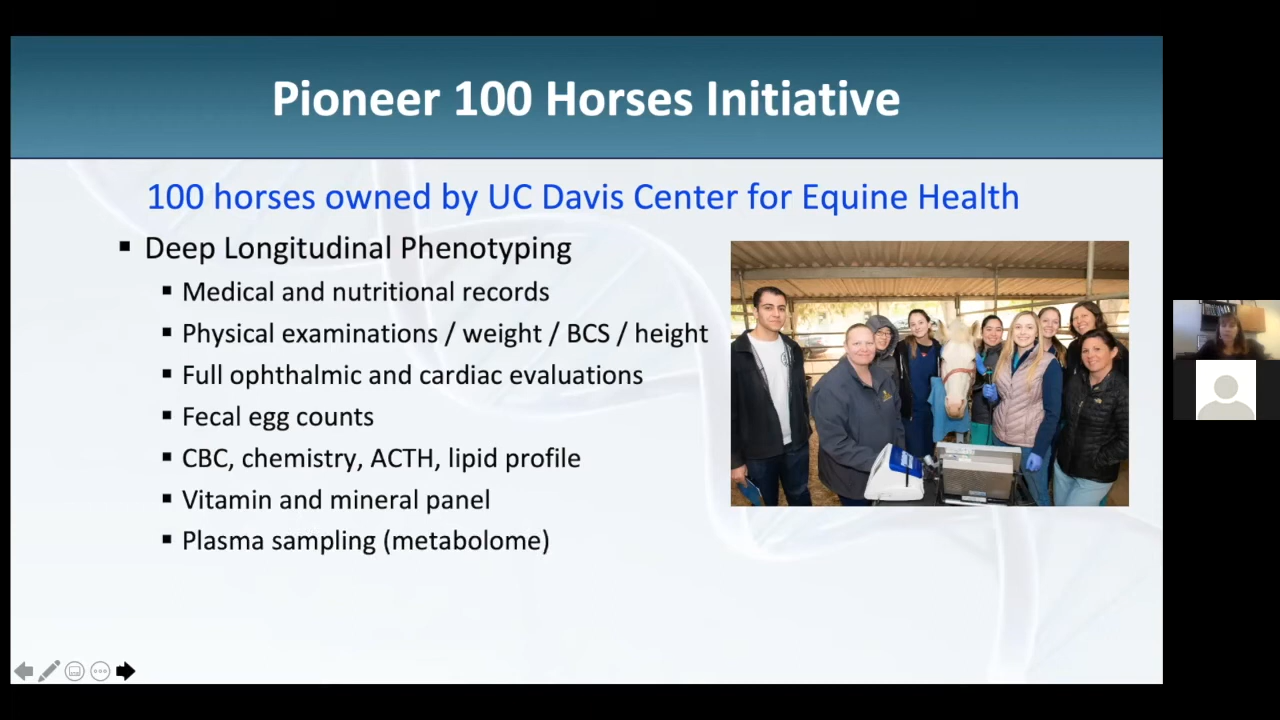 Pioneer 100 Horses Initiative
100 horses owned by UC Davis Center for Equine Health
Deep Longitudinal Phenotyping
Medical and nutritional records
Physical examinations / weight / BCS / height
Full ophthalmic and cardiac evaluations
Fecal egg counts
CBC, chemistry, ACTH, lipid profile
Vitamin and mineral panel
Plasma sampling (metabolome)